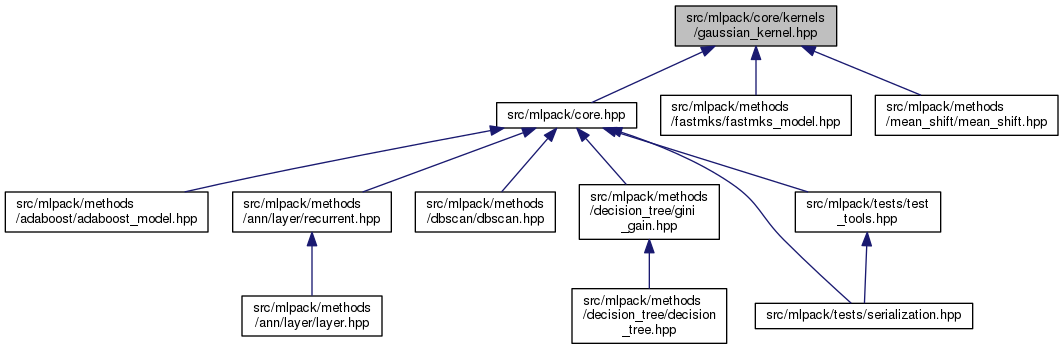 src/mlpack/core/kernels
/gaussian_kernel.hpp
src/mlpack/core.hpp
src/mlpack/methods
/fastmks/fastmks_model.hpp
src/mlpack/methods
/mean_shift/mean_shift.hpp
src/mlpack/methods
/adaboost/adaboost_model.hpp
src/mlpack/methods
/ann/layer/recurrent.hpp
src/mlpack/methods
/dbscan/dbscan.hpp
src/mlpack/methods
/decision_tree/gini
_gain.hpp
src/mlpack/tests/test
_tools.hpp
src/mlpack/methods
/ann/layer/layer.hpp
src/mlpack/methods
/decision_tree/decision
_tree.hpp
src/mlpack/tests/serialization.hpp